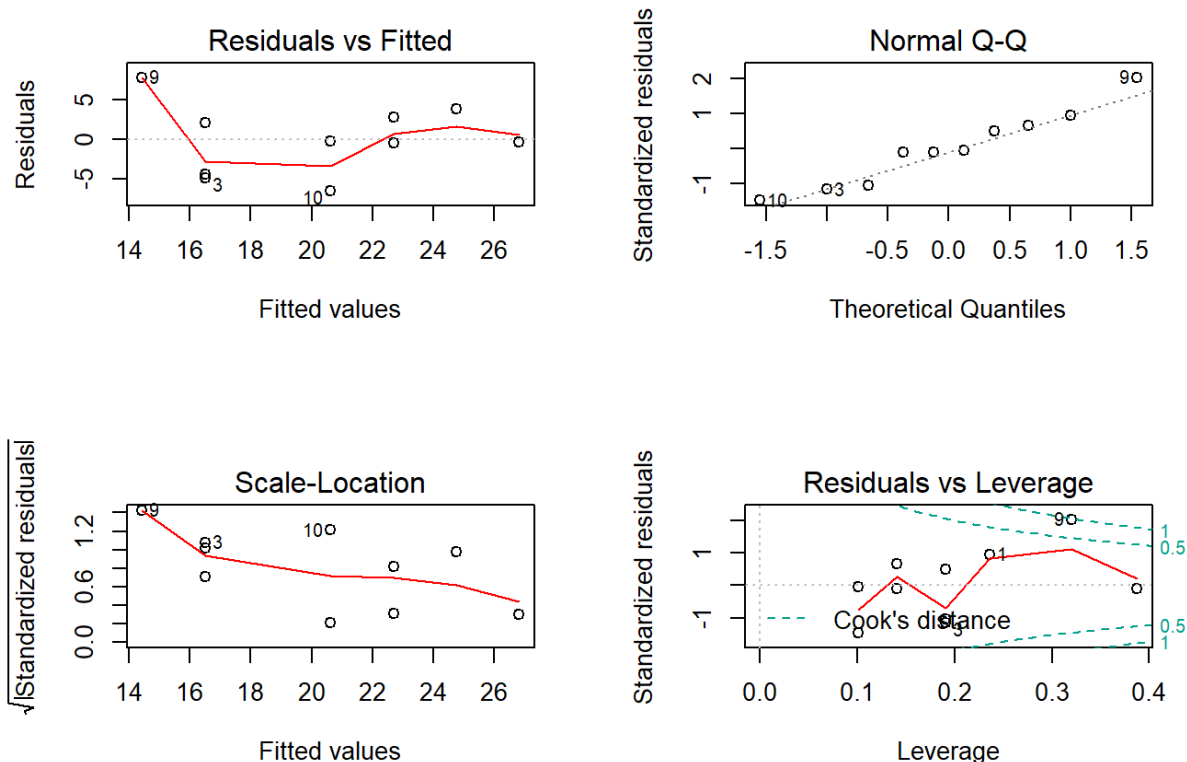 Residuals vs Fitted
Residuals
5
0
-5
9
3
10
14 16 18 20 22 24 26
Fitted values
Normal Q-Q
Standardized residuals
2
1
-1
9
3
10
-1.5 -0.5 0.0 0.5 1.0 1.5
Theoretical Quantiles
Scale-Location
√|Standardized residuals|
1.2
0.6
0.0
9
3
10
14 16 18 20 22 24 26
Fitted values
Residuals vs Leverage
Standardized residuals
1
-1
9
1
3
Cook's distance
1
0.5
0.5
1
0.0 0.1 0.2 0.3 0.4
Leverage